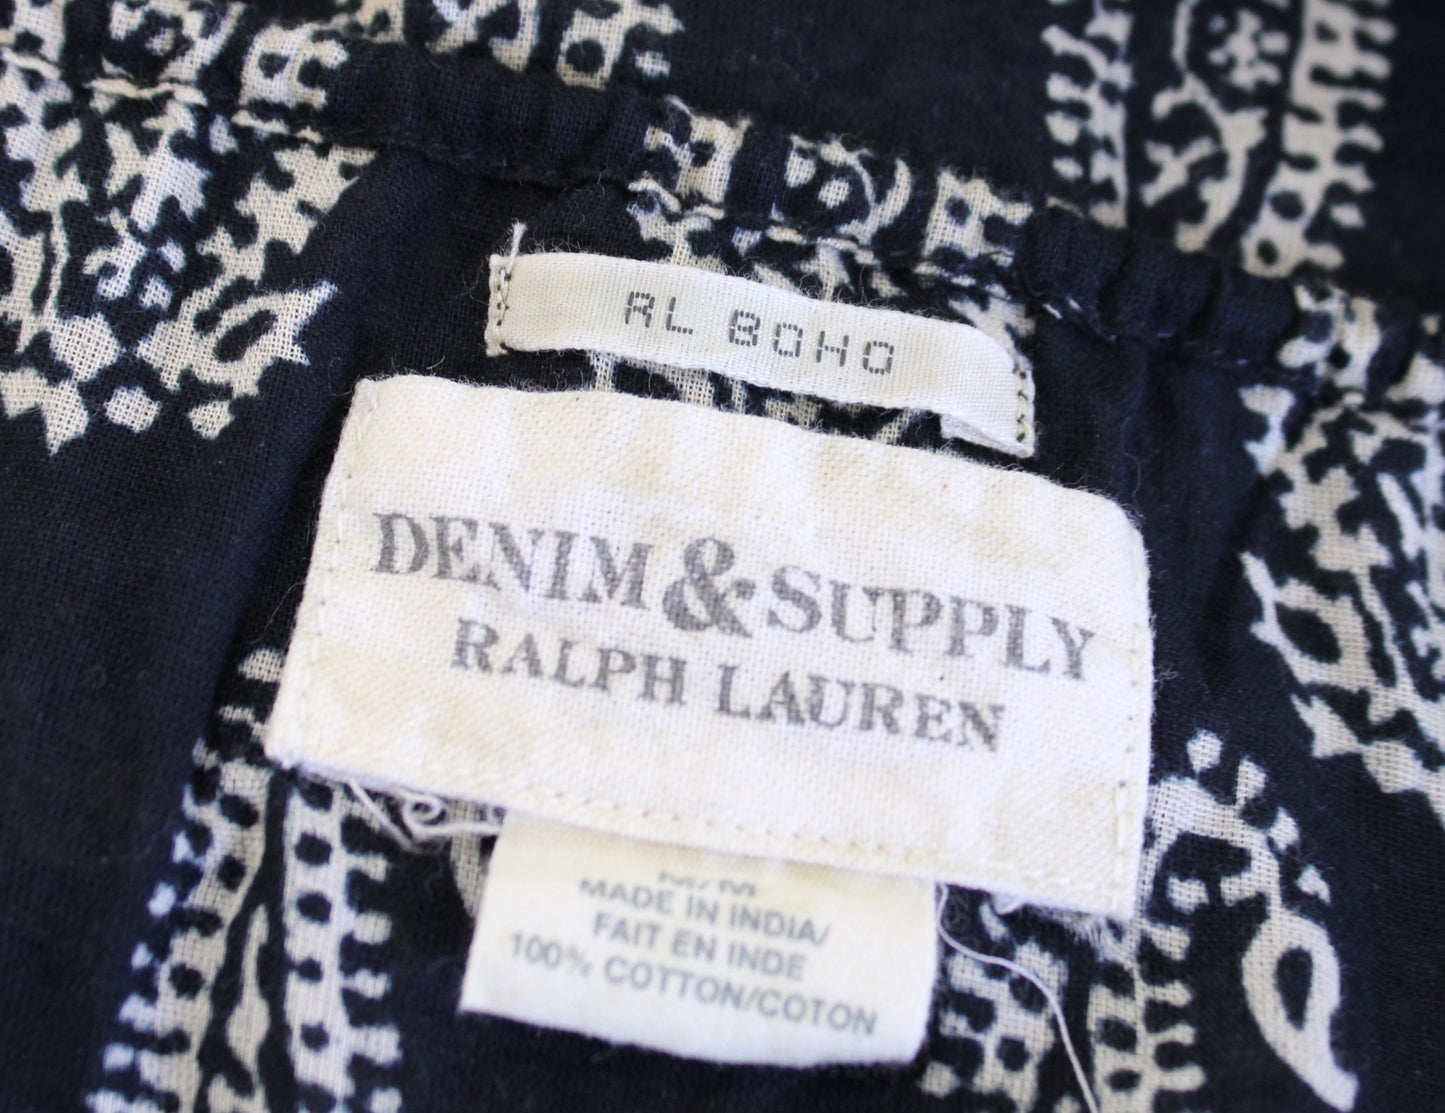 RL BOHO
DENIM & SUPPLY
RALPH LAUREN
M/M
MADE IN INDIA/
FAIT EN INDE
100% COTTON/COTON